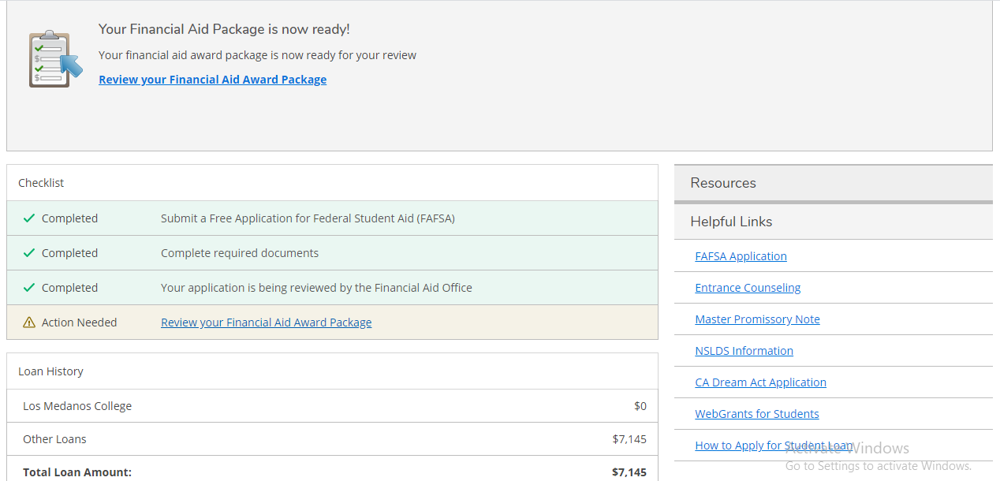 Your Financial Aid Package is now ready!
Your financial aid award package is now ready for your review
Review your Financial Aid Award Package
Checklist
Completed Submit a Free Application for Federal Student Aid (FAFSA)
Completed Complete required documents
Completed Your application is being reviewed by the Financial Aid Office
Action Needed Review your Financial Aid Award Package
Loan History
Los Medanos College $0
Other Loans $7,145
Total Loan Amount: $7,145
Resources
Helpful Links
FAFSA Application
Entrance Counseling
Master Promissory Note
NSLDS Information
CA Dream Act Application
WebGrants for Students
How to Apply for Student Loan
Activate Windows
Go to Settings to activate Windows.